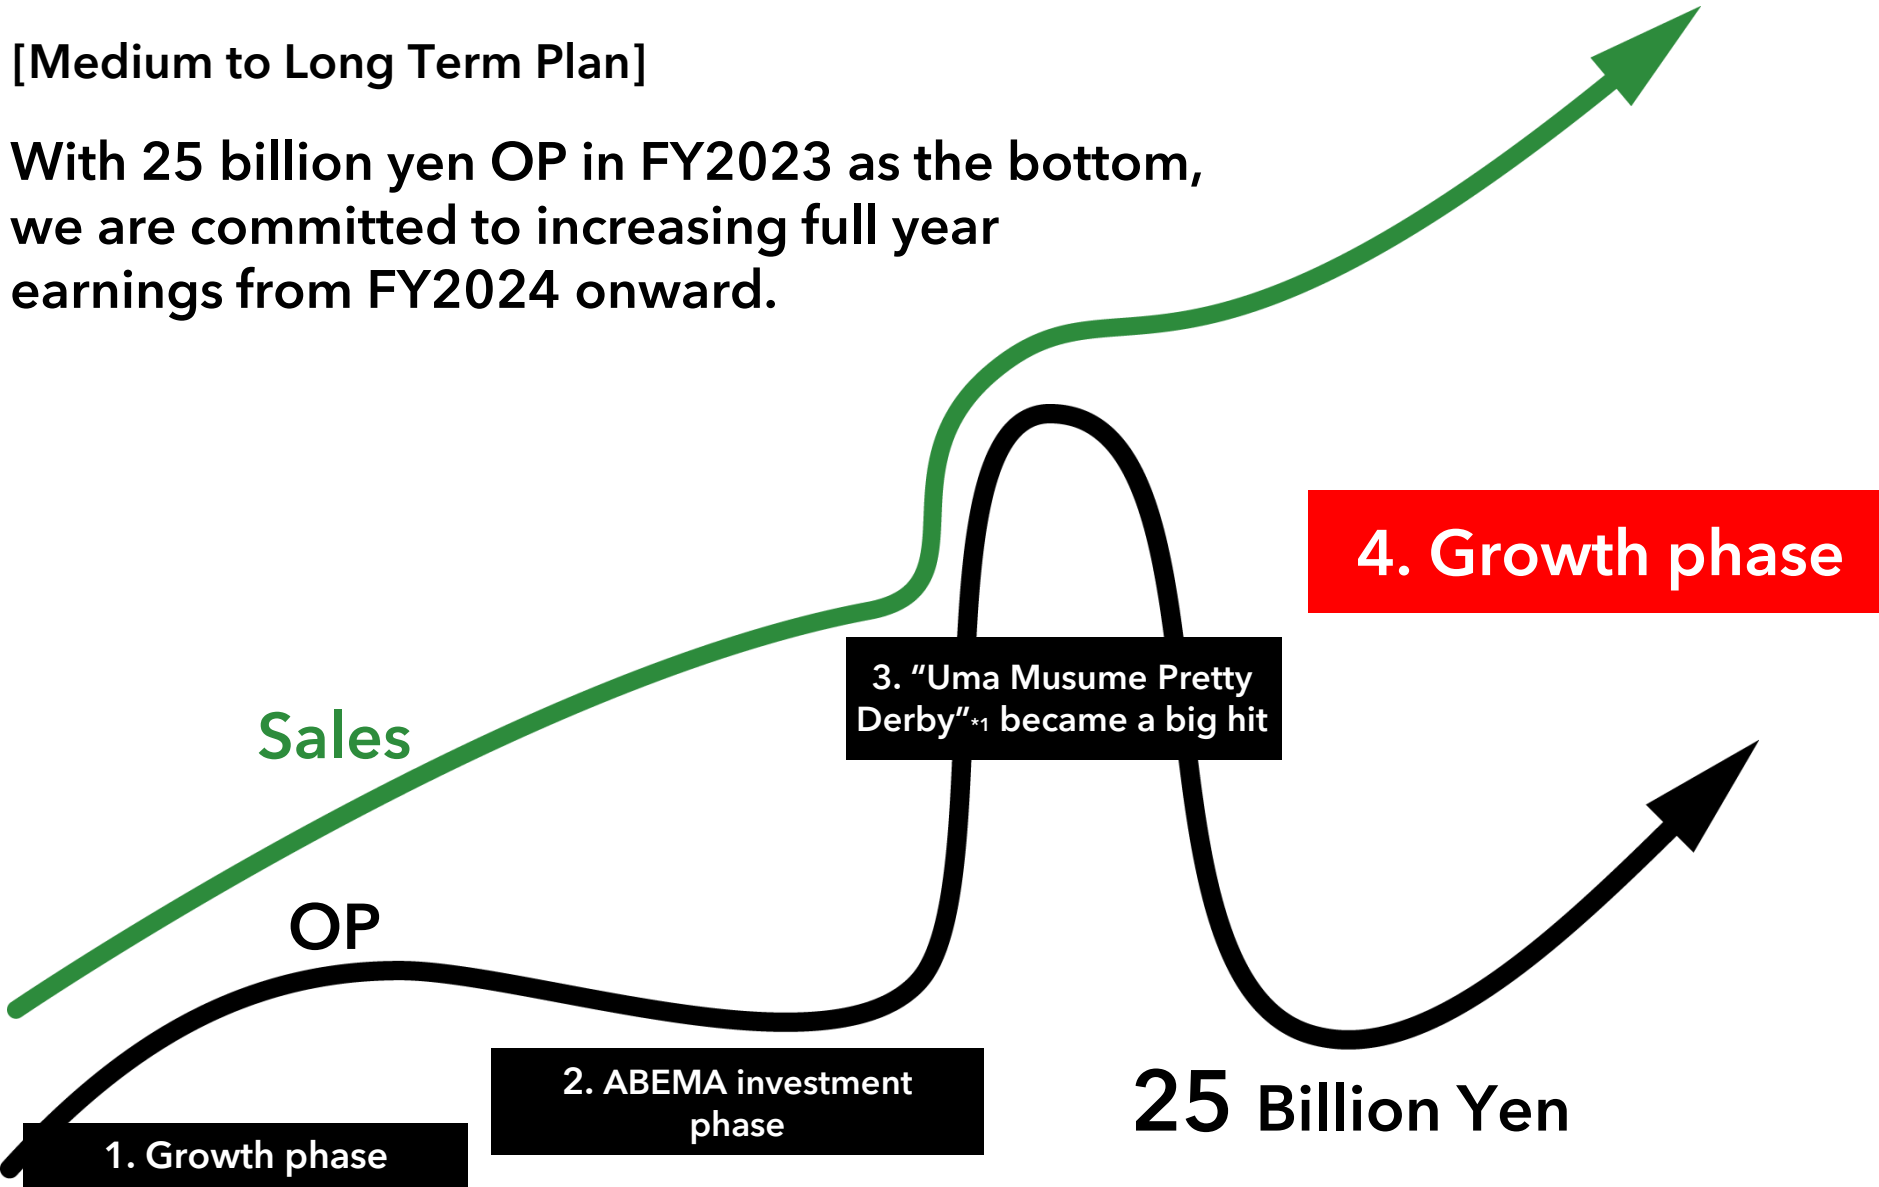 [Medium to Long Term Plan]
With 25 billion yen OP in FY2023 as the bottom,
we are committed to increasing full year
earnings from FY2024 onward.
4. Growth phase
3. “Uma Musume Pretty
Derby”*1 became a big hit
Sales
OP
2. ABEMA investment
phase
25 Billion Yen
1. Growth phase